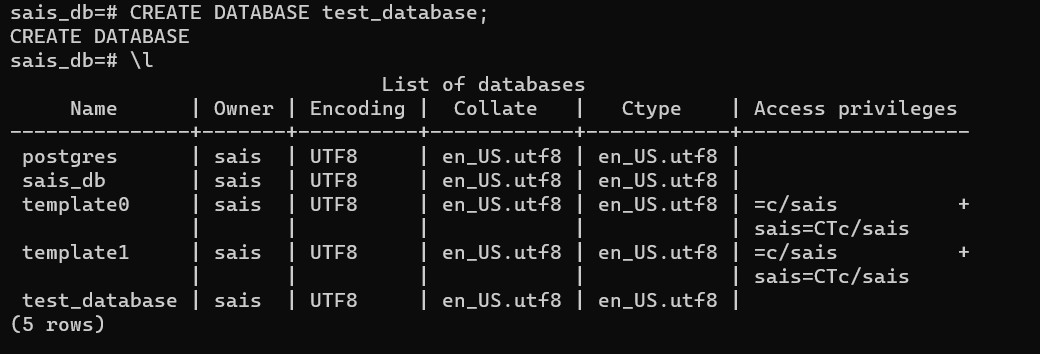 sais_db=# CREATE DATABASE test_database;
CREATE DATABASE
sais_db=# \l
                               List of databases
     Name      | Owner | Encoding |  Collate   |   Ctype    | Access privileges
---------------+-------+----------+------------+------------+-------------------
 postgres      | sais  | UTF8     | en_US.utf8 | en_US.utf8 |
 sais_db       | sais  | UTF8     | en_US.utf8 | en_US.utf8 |
 template0     | sais  | UTF8     | en_US.utf8 | en_US.utf8 | =c/sais          +
               |       |          |            |            | sais=CTc/sais
 template1     | sais  | UTF8     | en_US.utf8 | en_US.utf8 | =c/sais          +
               |       |          |            |            | sais=CTc/sais
 test_database | sais  | UTF8     | en_US.utf8 | en_US.utf8 |
(5 rows)